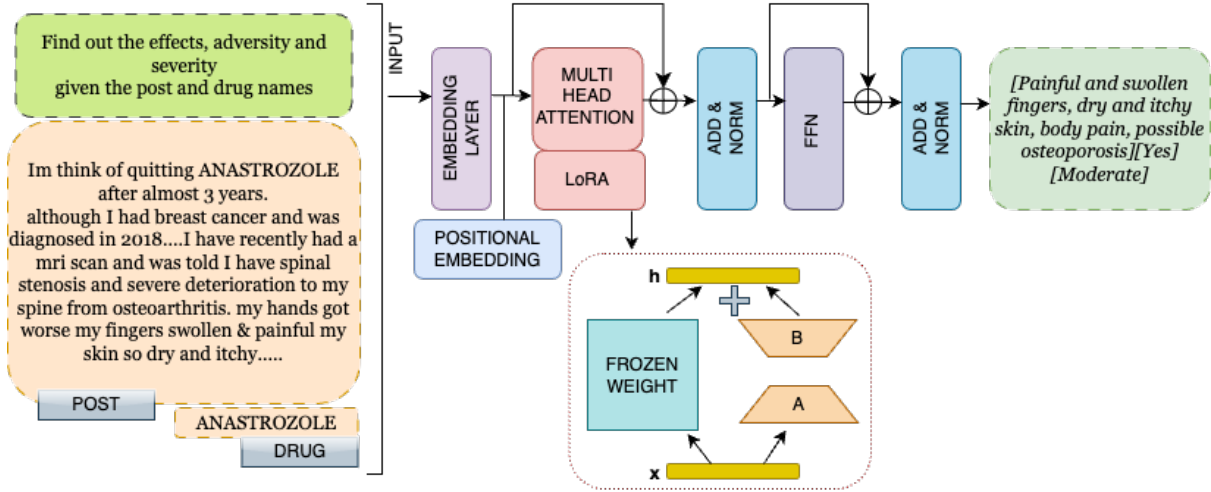 Find out the effects, adversity and
severity
given the post and drug names
Im think of quitting ANASTROZOLE
after almost 3 years.
although I had breast cancer and was
diagnosed in 2018....I have recently had a
mri scan and was told I have spinal
stenosis and severe deterioration to my
spine from osteoarthritis. my hands got
worse my fingers swollen & painful my
skin so dry and itchy.....
POST
ANASTROZOLE
DRUG
INPUT
EMBEDDING
LAYER
POSITIONAL
EMBEDDING
MULTI
HEAD
ATTENTION
LoRA
ADD &
NORM
FFN
ADD &
NORM
[Painful and swollen
fingers, dry and itchy
skin, body pain, possible
osteoporosis][Yes]
[Moderate]
h
FROZEN
WEIGHT
B
A
x